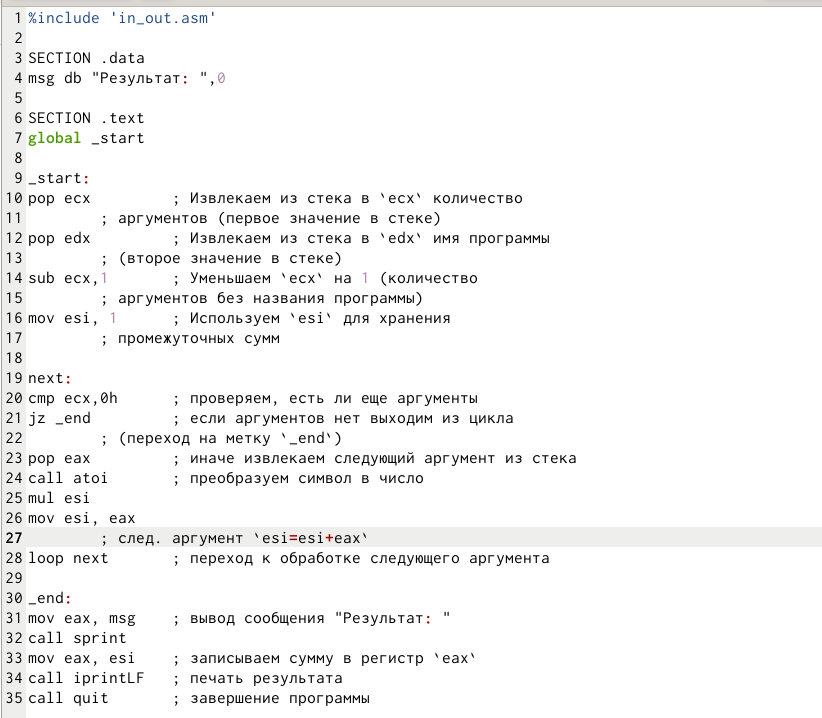 1 %include 'in_out.asm'
2
3 SECTION .data
4 msg db "Результат: ",0
5
6 SECTION .text
7 global _start
8
9 _start:
10 pop ecx         ; Извлекаем из стека в `ecx` количество
11         ; аргументов (первое значение в стеке)
12 pop edx         ; Извлекаем из стека в `edx` имя программы
13         ; (второе значение в стеке)
14 sub ecx,1       ; Уменьшаем `ecx` на 1 (количество
15         ; аргументов без названия программы)
16 mov esi, 1      ; Используем `esi` для хранения
17         ; промежуточных сумм
18
19 next:
20 cmp ecx,0h      ; проверяем, есть ли еще аргументы
21 jz _end         ; если аргументов нет выходим из цикла
22         ; (переход на метку `_end`)
23 pop eax         ; иначе извлекаем следующий аргумент из стека
24 call atoi       ; преобразуем символ в число
25 mul esi
26 mov esi, eax
27         ; след. аргумент `esi=esi+eax`
28 loop next       ; переход к обработке следующего аргумента
29
30 _end:
31 mov eax, msg    ; вывод сообщения "Результат: "
32 call sprint
33 mov eax, esi    ; записываем сумму в регистр `eax`
34 call iprintLF   ; печать результата
35 call quit       ; завершение программы